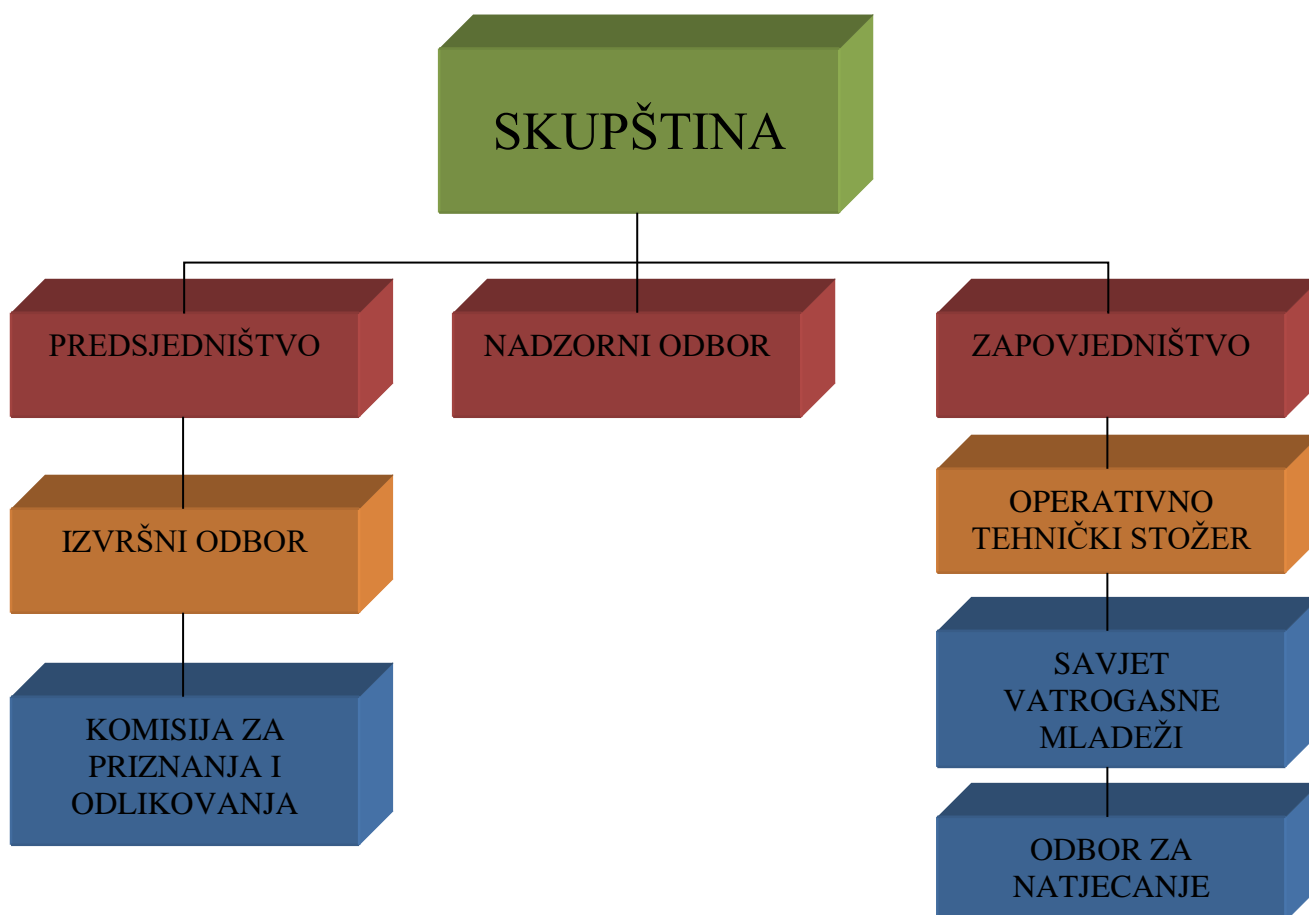 SKUPŠTINA
PREDSJEDNIŠTVO
NADZORNI ODBOR
ZAPOVJEDNIŠTVO
IZVRŠNI ODBOR
OPERATIVNO
TEHNIČKI STOŽER
KOMISIJA ZA
PRIZNANJA I
ODLIKOVANJA
SAVJET
VATROGASNE
MLADEŽI
ODBOR ZA
NATJECANJE